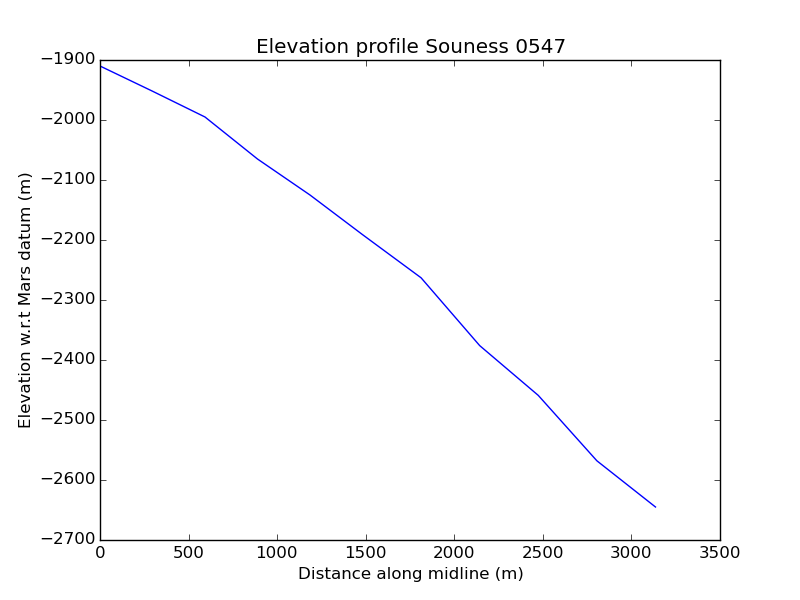 Elevation profile Souness 0547
−1900
−2000
−2100
−2200
−2300
−2400
−2500
−2600
−2700
Elevation w.r.t Mars datum (m)
0 500 1000 1500 2000 2500 3000 3500
Distance along midline (m)